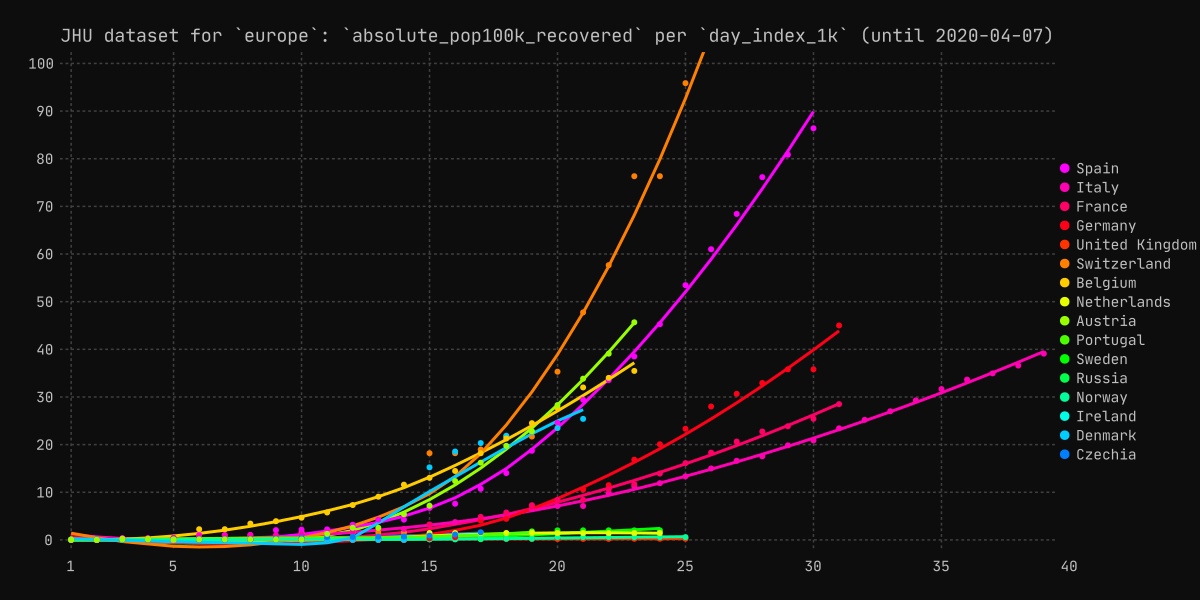 JHU dataset for `europe`: `absolute_pop100k_recovered` per `day_index_1k` (until 2020-04-07)
100
90
80
70
60
50
40
30
20
10
0
1 5 10 15 20 25 30 35 40
Spain
Italy
France
Germany
United Kingdom
Switzerland
Belgium
Netherlands
Austria
Portugal
Sweden
Russia
Norway
Ireland
Denmark
Czechia